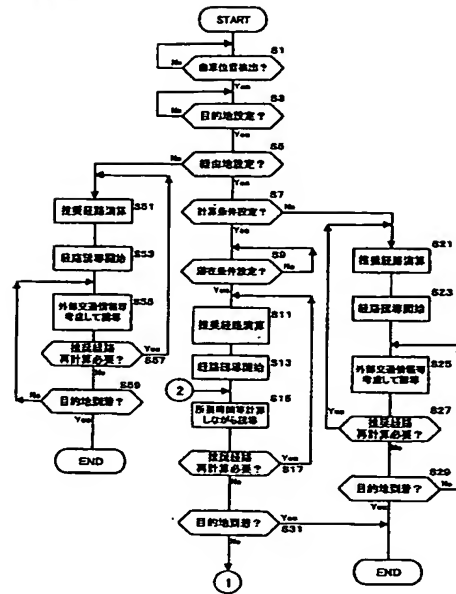 START
S1
自車位置検出?
No
Yes
S3
目的地設定?
No
Yes
S5
経由地設定?
No
Yes
S7
計算条件設定?
No
Yes
S9
滞在条件設定?
No
Yes
S11
推奨経路演算
S13
経路誘導開始
2
S15
所要時間等計算
しながら誘導
推奨経路
再計算必要?
Yes
S17
No
目的地到着?
Yes
S31
No
1
S51
推奨経路演算
S53
経路誘導開始
S55
外部交通情報等
考慮して誘導
推奨経路
再計算必要?
Yes
S57
No
S59
目的地到着?
No
Yes
END
S21
推奨経路演算
S23
経路誘導開始
外部交通情報等
考慮して誘導
S25
S27
推奨経路
再計算必要?
Yes
No
S29
目的地到着?
No
Yes
END